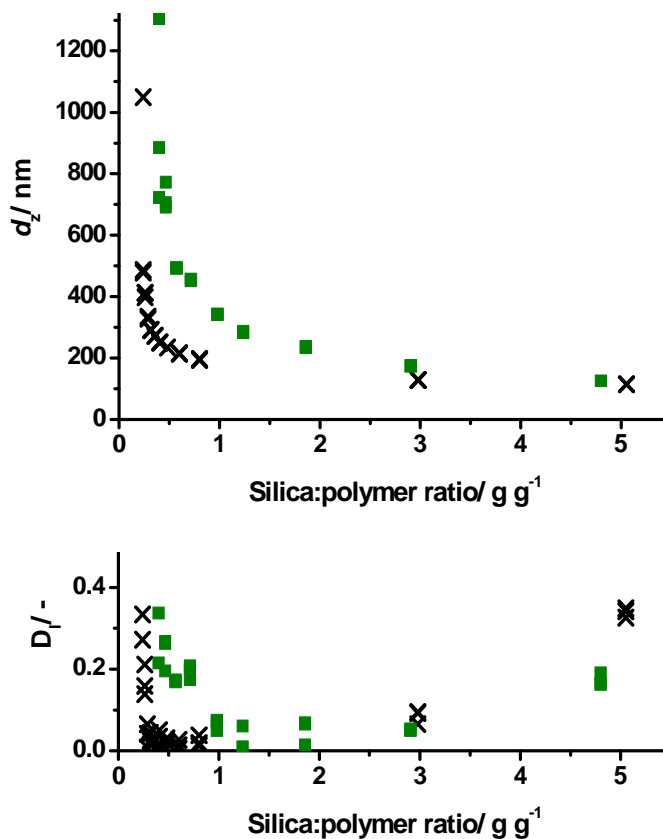 1200
1000
800
600
400
200
0
d_z/ nm
0 1 2 3 4 5
Silica:polymer ratio/ g g⁻¹
0.4
0.2
0.0
D_I/ -
0 1 2 3 4 5
Silica:polymer ratio/ g g⁻¹